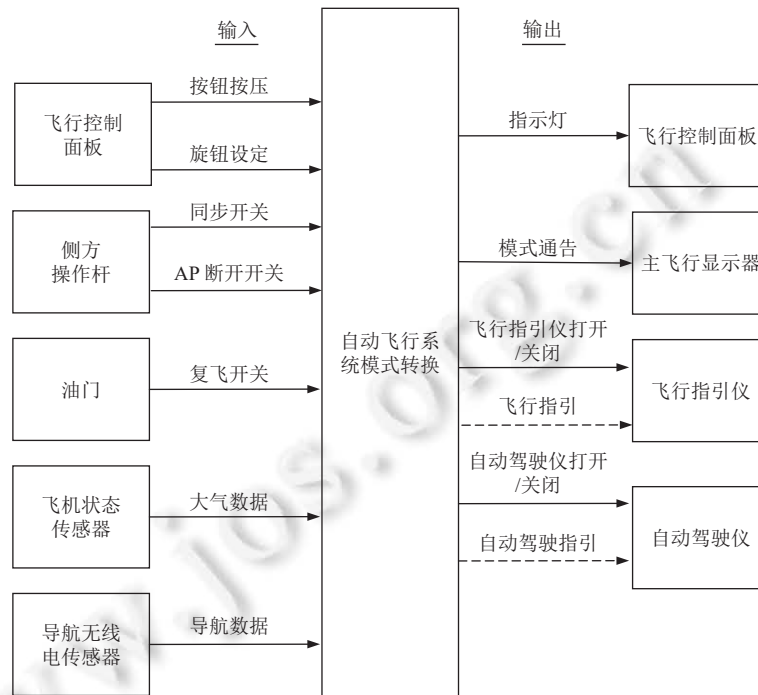 输入
输出
飞行控制
面板
按钮按压
旋钮设定
侧方
操作杆
同步开关
AP 断开开关
油门
复飞开关
飞机状态
传感器
大气数据
导航无线
电传感器
导航数据
自动飞行系
统模式转换
指示灯
飞行控制面板
模式通告
主飞行显示器
飞行指引仪打开
/关闭
飞行指引
飞行指引仪
自动驾驶仪打开
/关闭
自动驾驶指引
自动驾驶仪
www.jos.org.cn